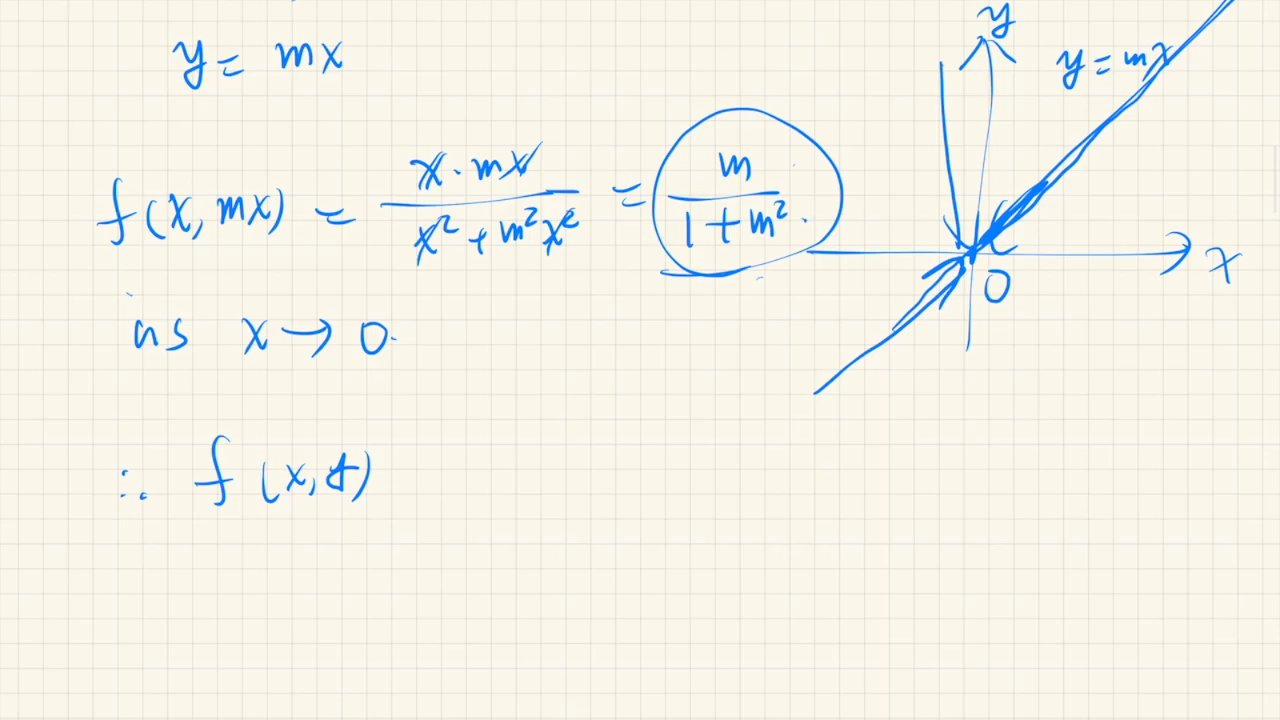 y = mx
f(x, mx) = x · mx / x² + m²x² = m / 1 + m².
as x → 0.
∴ f(x, y)
y
y = mx
x
0